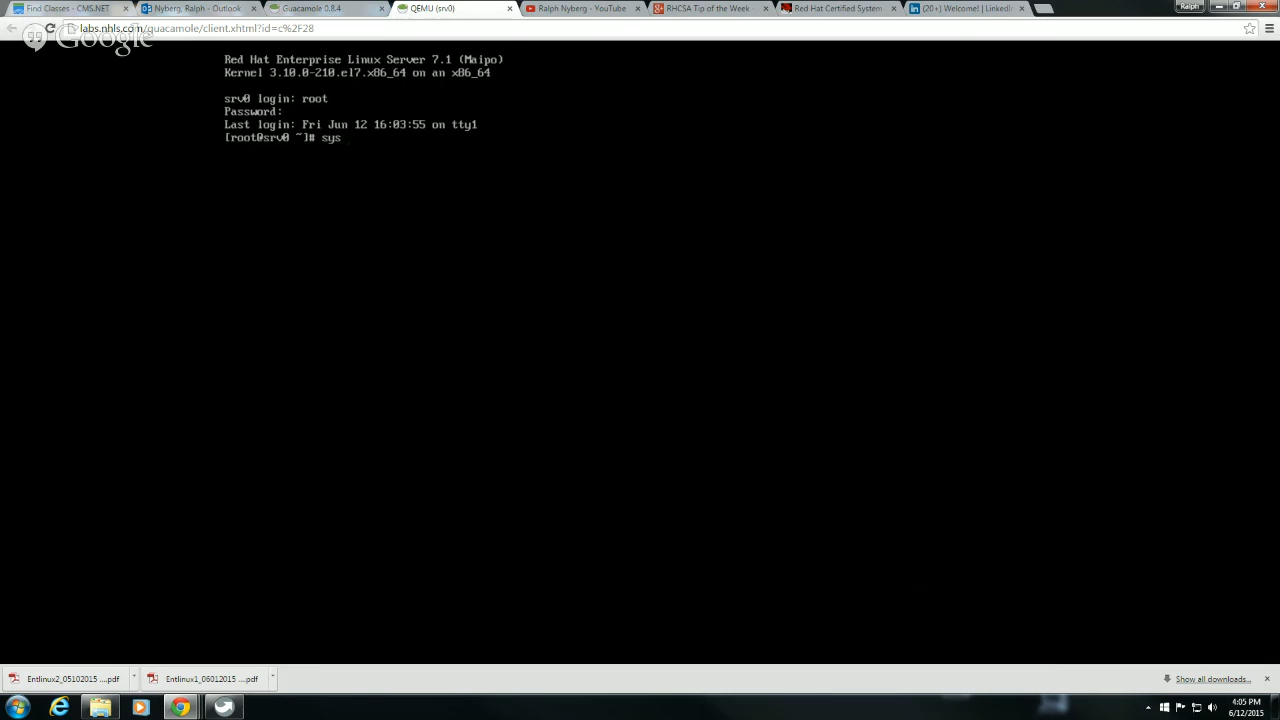 Find Classes - CMS.NET
Nyberg, Ralph - Outlook
Guacamole 0.8.4
QEMU (srv0)
Ralph Nyberg - YouTube
RHCSA Tip of the Week
Red Hat Certified System
(20+) Welcome! | LinkedIn
Ralph
labs.nhls.com/guacamole/client.xhtml?id=c%2F28
Google
Red Hat Enterprise Linux Server 7.1 (Maipo)
Kernel 3.10.0-210.el7.x86_64 on an x86_64
srv0 login: root
Password:
Last login: Fri Jun 12 16:03:55 on tty1
[root@srv0 ~]# sys
Entlinux2_05102015 ....pdf
Entlinux1_06012015 ....pdf
Show all downloads...
4:05 PM
6/12/2015